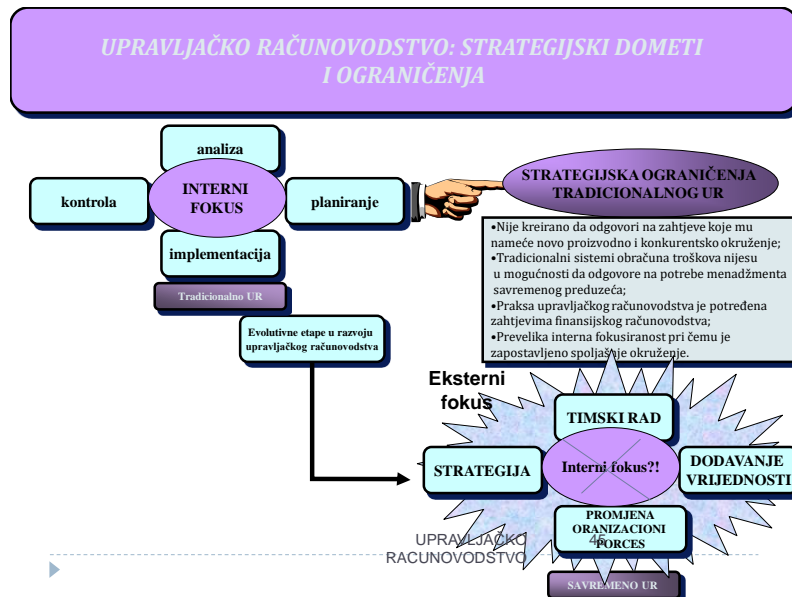 UPRAVLJAČKO RAČUNOVODSTVO: STRATEGIJSKI DOMETI
I OGRANIČENJA
analiza
kontrola
INTERNI
FOKUS
planiranje
implementacija
Tradicionalno UR
STRATEGIJSKA OGRANIČENJA
TRADICIONALNOG UR
•Nije kreirano da odgovori na zahtjeve koje mu
nameće novo proizvodno i konkurentsko okruženje;
•Tradicionalni sistemi obračuna troškova nijesu
u mogućnosti da odgovore na potrebe menadžmenta
savremenog preduzeća;
•Praksa upravljačkog računovodstva je potređena
zahtjevima finansijskog računovodstva;
•Prevelika interna fokusiranost pri čemu je
zapostavljeno spoljašnje okruženje.
Evolutivne etape u razvoju
upravljačkog računovodstva
Eksterni
fokus
TIMSKI RAD
STRATEGIJA
Interni fokus?!
DODAVANJE
VRIJEDNOSTI
PROMJENA
ORANIZACIONI
PORCES
UPRAVLJAČKO
RACUNOVODSTVO
45
SAVREMENO UR